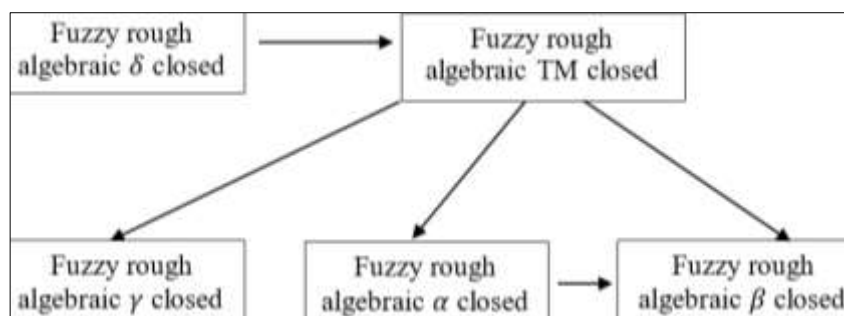 Fuzzy rough
algebraic δ closed
Fuzzy rough
algebraic TM closed
Fuzzy rough
algebraic γ closed
Fuzzy rough
algebraic α closed
Fuzzy rough
algebraic β closed